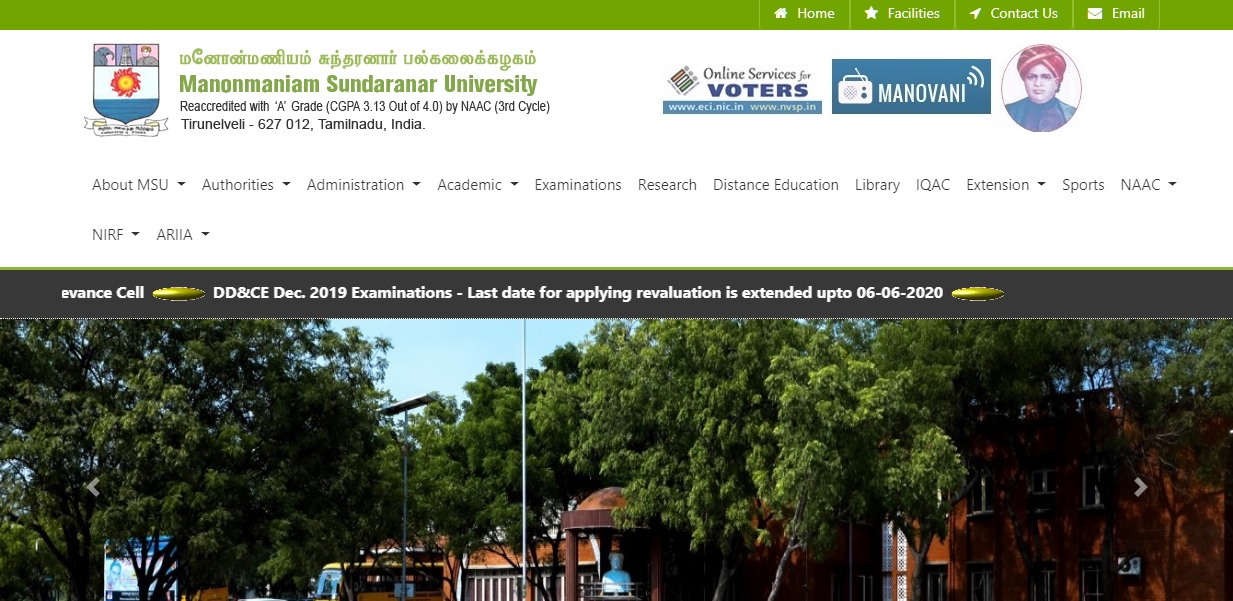 Home Facilities Contact Us Email
மனோன்மணியம் சுந்தரனார் பல்கலைக்கழகம்
Manonmaniam Sundaranar University
Reaccredited with ‘A’ Grade (CGPA 3.13 Out of 4.0) by NAAC (3rd Cycle)
Tirunelveli - 627 012, Tamilnadu, India.
Online Services for
VOTERS
www.eci.nic.in www.nvsp.in
MANOVANI
About MSU Authorities Administration Academic Examinations Research Distance Education Library IQAC Extension Sports NAAC
NIRF ARIIA
evance Cell DD&CE Dec. 2019 Examinations - Last date for applying revaluation is extended upto 06-06-2020